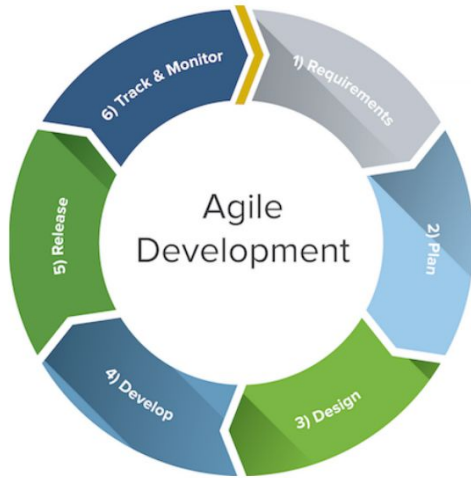 Agile
Development
1) Requirements
2) Plan
3) Design
4) Develop
5) Release
6) Track & Monitor